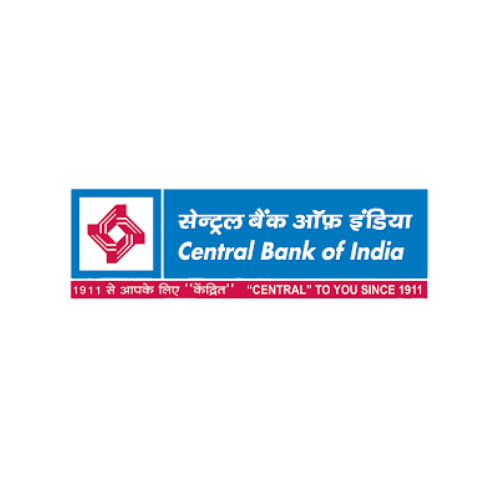 सेन्ट्रल बैंक ऑफ़ इंडिया
Central Bank of India
1911 से आपके लिए "केंद्रित" "CENTRAL" TO YOU SINCE 1911